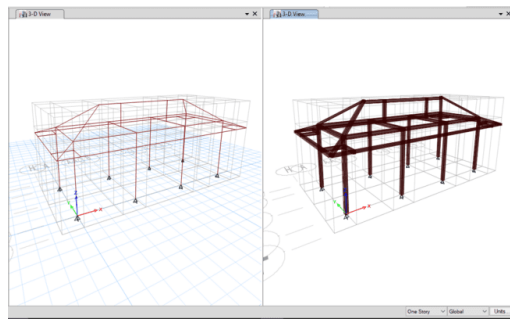 3-D View
3-D View
X
Z
X
One Story
Global
Units...